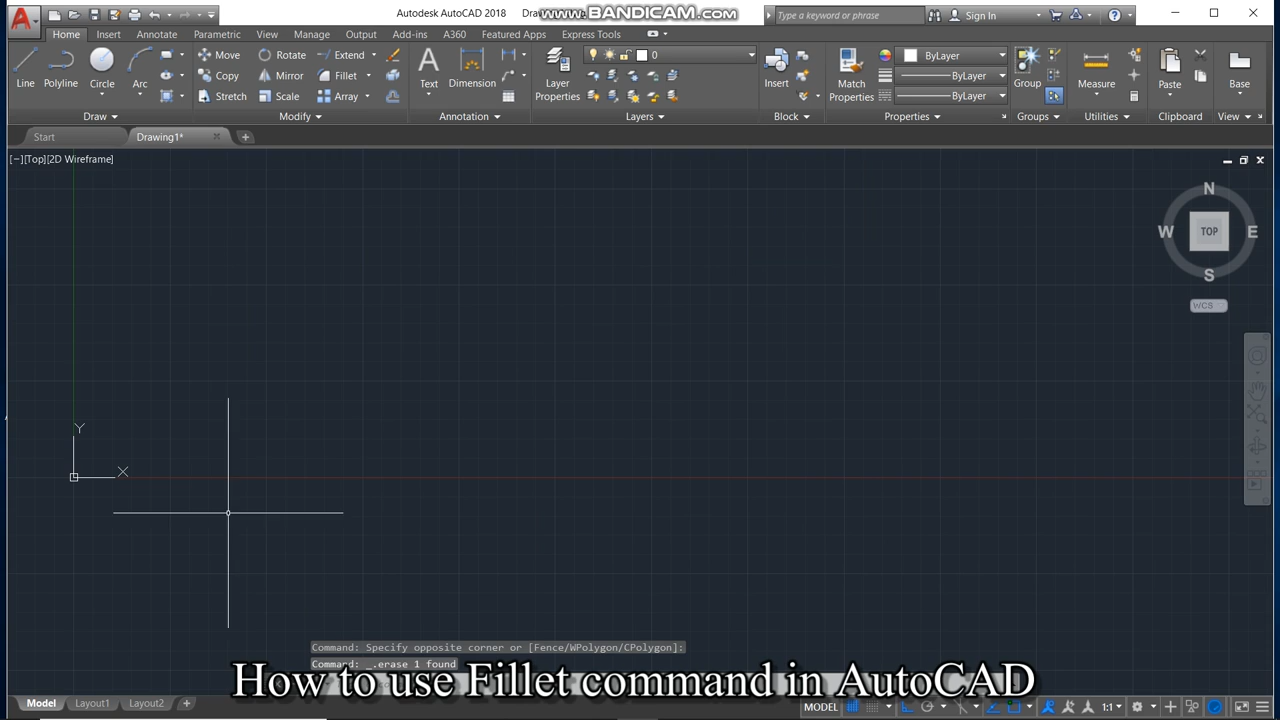 Autodesk AutoCAD 2018 Dra
www.BANDICAM.com
Type a keyword or phrase
Sign In
Home Insert Annotate Parametric View Manage Output Add-ins A360 Featured Apps Express Tools
Line Polyline Circle Arc
Move Rotate Extend
Copy Mirror Fillet
Stretch Scale Array
Text Dimension
Layer Properties
0
Insert
Match Properties
ByLayer
ByLayer
ByLayer
Group Measure Paste Base
Draw Modify Annotation Layers Block Properties Groups Utilities Clipboard View
Start Drawing1*
[−][Top][2D Wireframe]
N
W TOP E
S
WCS
Y
X
Command: Specify opposite corner or [Fence/WPolygon/CPolygon]:
Command: _.erase 1 found
How to use Fillet command in AutoCAD
Model Layout1 Layout2 +
MODEL 1:1